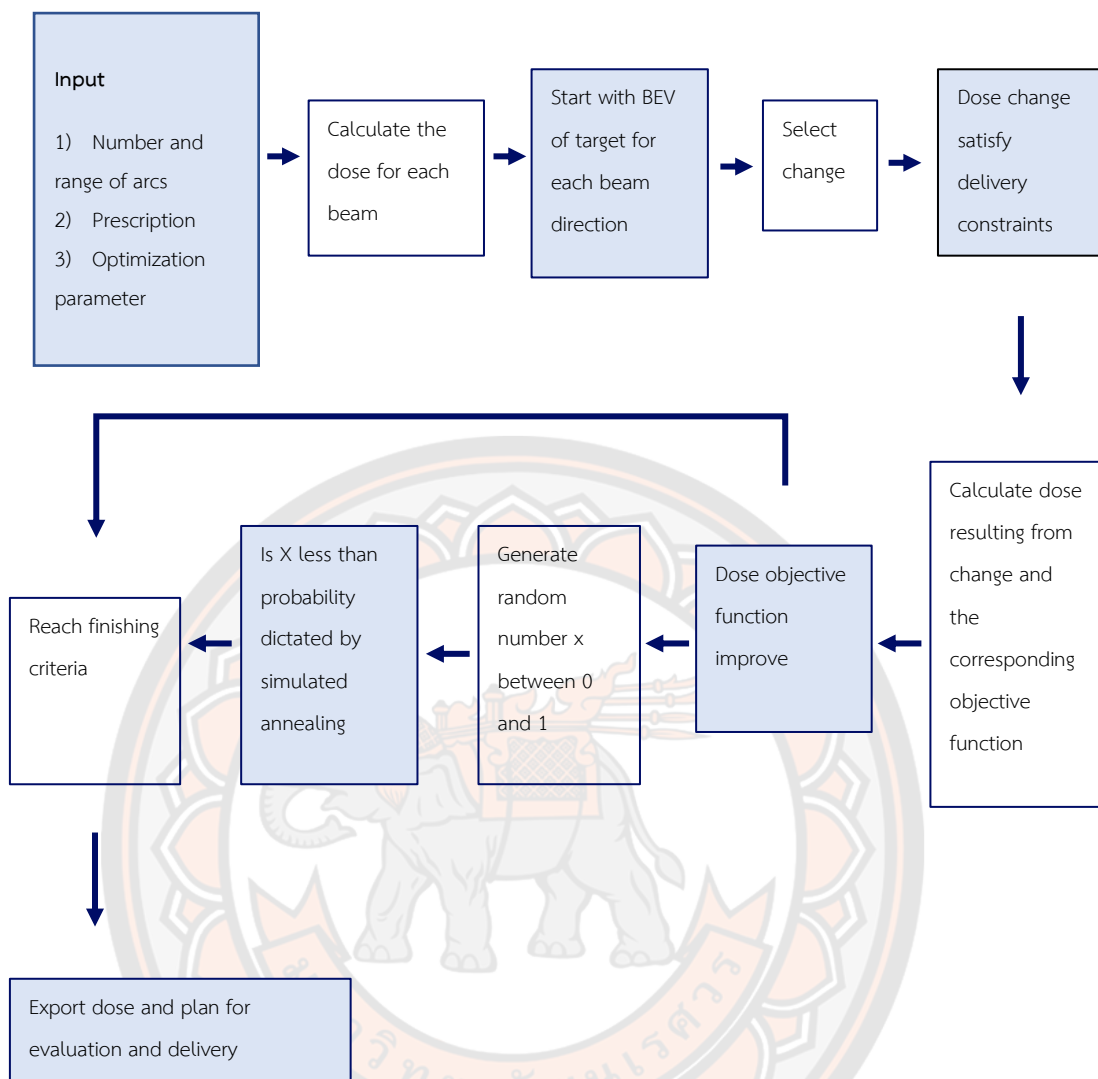 Input
1) Number and
range of arcs
2) Prescription
3) Optimization
parameter
Calculate the
dose for each
beam
Start with BEV
of target for
each beam
direction
Select
change
Dose change
satisfy
delivery
constraints
Calculate dose
resulting from
change and
the
corresponding
objective
function
Dose objective
function
improve
Generate
random
number x
between 0
and 1
Is X less than
probability
dictated by
simulated
annealing
Reach finishing
criteria
Export dose and plan for
evaluation and delivery